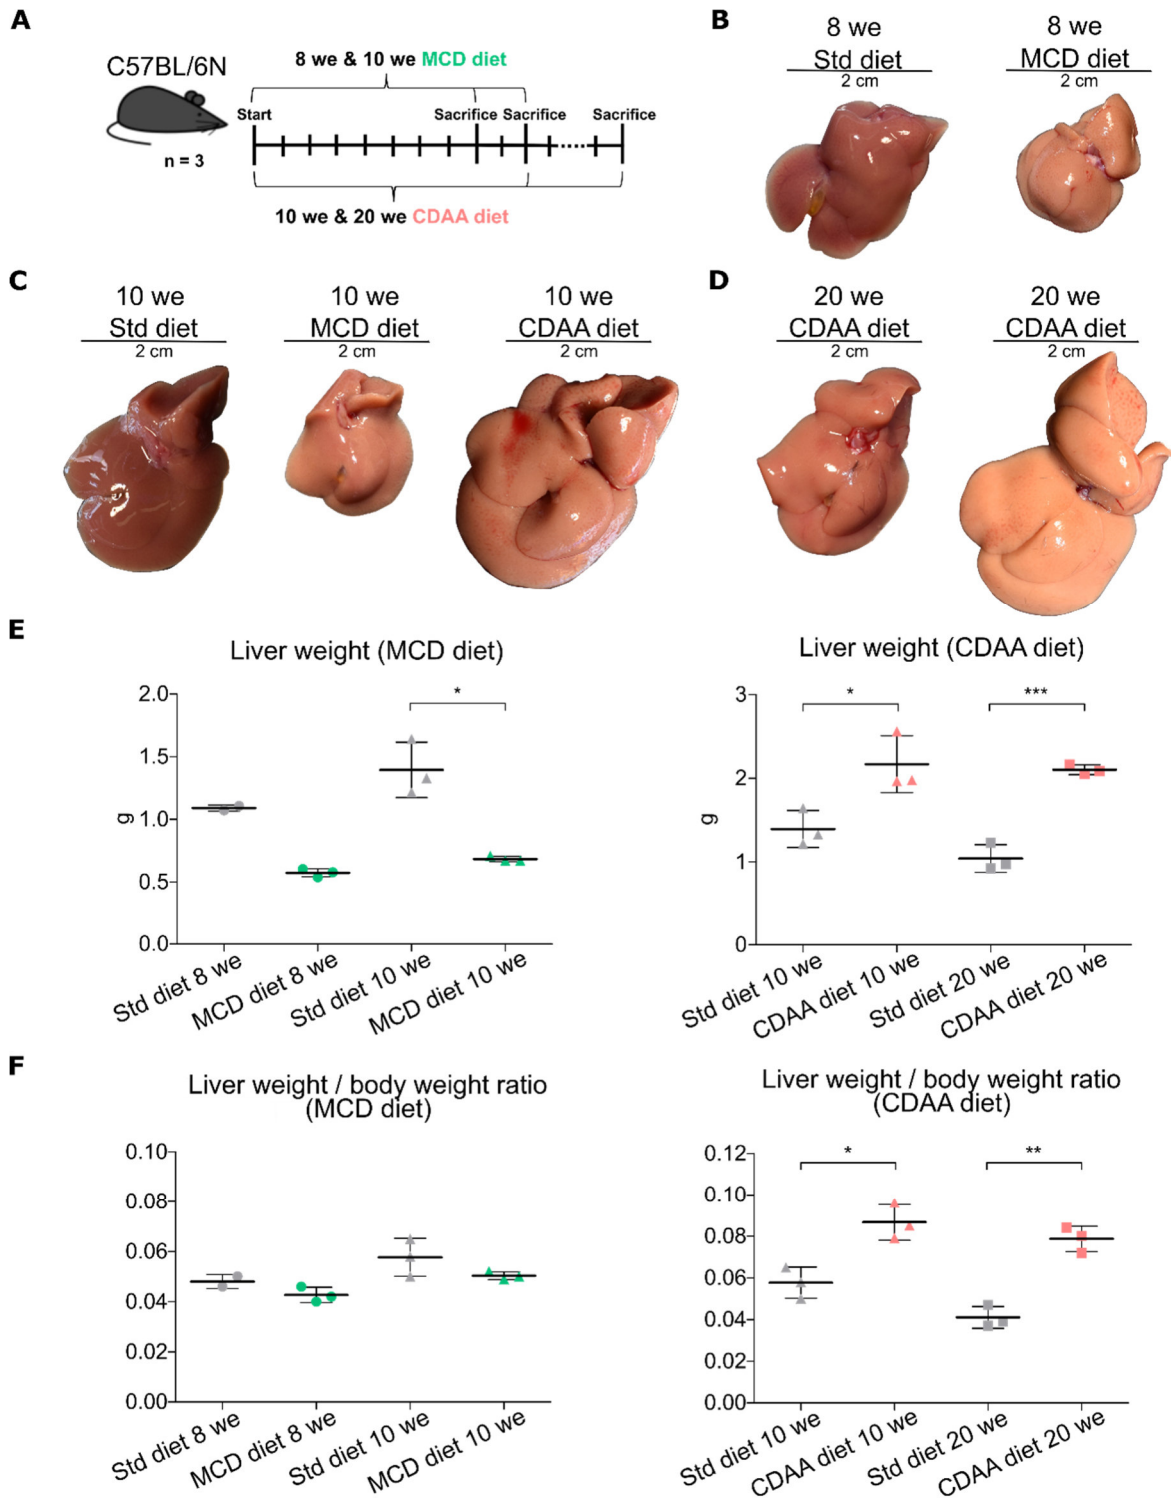 A
C57BL/6N
n = 3
8 we & 10 we MCD diet
Start
Sacrifice
Sacrifice
Sacrifice
10 we & 20 we CDAA diet
B
8 we
Std diet
2 cm
8 we
MCD diet
2 cm
C
10 we
Std diet
2 cm
10 we
MCD diet
2 cm
10 we
CDAA diet
2 cm
D
20 we
CDAA diet
2 cm
20 we
CDAA diet
2 cm
E
Liver weight (MCD diet)
2.0
1.5
1.0
0.5
0.0
g
*
Std diet 8 we
MCD diet 8 we
Std diet 10 we
MCD diet 10 we
Liver weight (CDAA diet)
3
2
1
0
g
*
***
Std diet 10 we
CDAA diet 10 we
Std diet 20 we
CDAA diet 20 we
F
Liver weight / body weight ratio
(MCD diet)
0.10
0.08
0.06
0.04
0.02
0.00
Std diet 8 we
MCD diet 8 we
Std diet 10 we
MCD diet 10 we
Liver weight / body weight ratio
(CDAA diet)
0.12
0.10
0.08
0.06
0.04
0.02
0.00
*
**
Std diet 10 we
CDAA diet 10 we
Std diet 20 we
CDAA diet 20 we